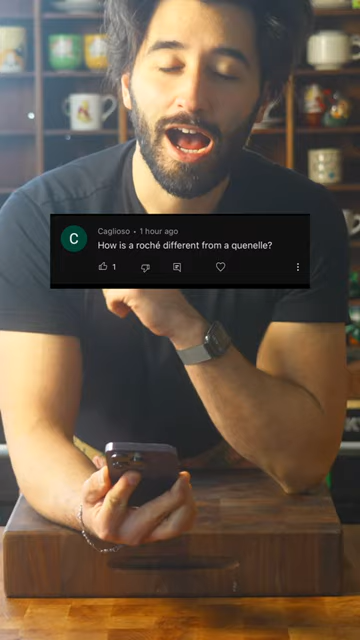 C
Caglioso • 1 hour ago
How is a roché different from a quenelle?
1